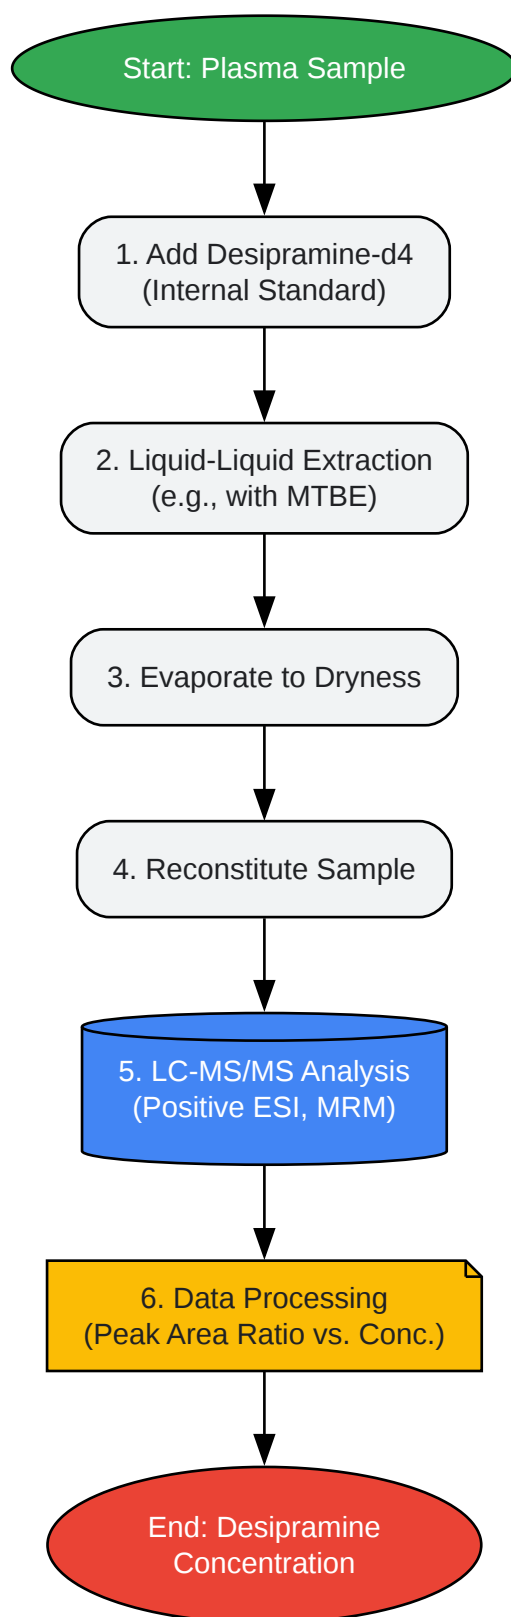 Start: Plasma Sample
1. Add Desipramine-d4
(Internal Standard)
2. Liquid-Liquid Extraction
(e.g., with MTBE)
3. Evaporate to Dryness
4. Reconstitute Sample
5. LC-MS/MS Analysis
(Positive ESI, MRM)
6. Data Processing
(Peak Area Ratio vs. Conc.)
End: Desipramine
Concentration